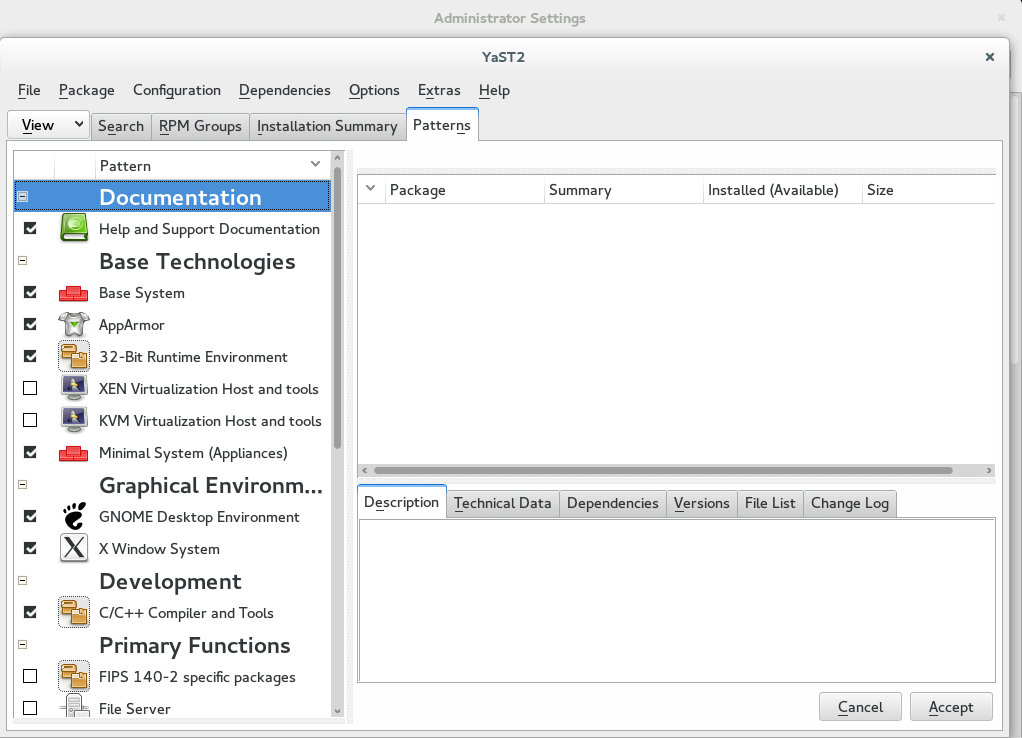 Administrator Settings
YaST2
File Package Configuration Dependencies Options Extras Help
View Search RPM Groups Installation Summary Patterns
Pattern
Documentation
Help and Support Documentation
Base Technologies
Base System
AppArmor
32-Bit Runtime Environment
XEN Virtualization Host and tools
KVM Virtualization Host and tools
Minimal System (Appliances)
Graphical Environm...
GNOME Desktop Environment
X Window System
Development
C/C++ Compiler and Tools
Primary Functions
FIPS 140-2 specific packages
File Server
Package Summary Installed (Available) Size
Description Technical Data Dependencies Versions File List Change Log
Cancel Accept